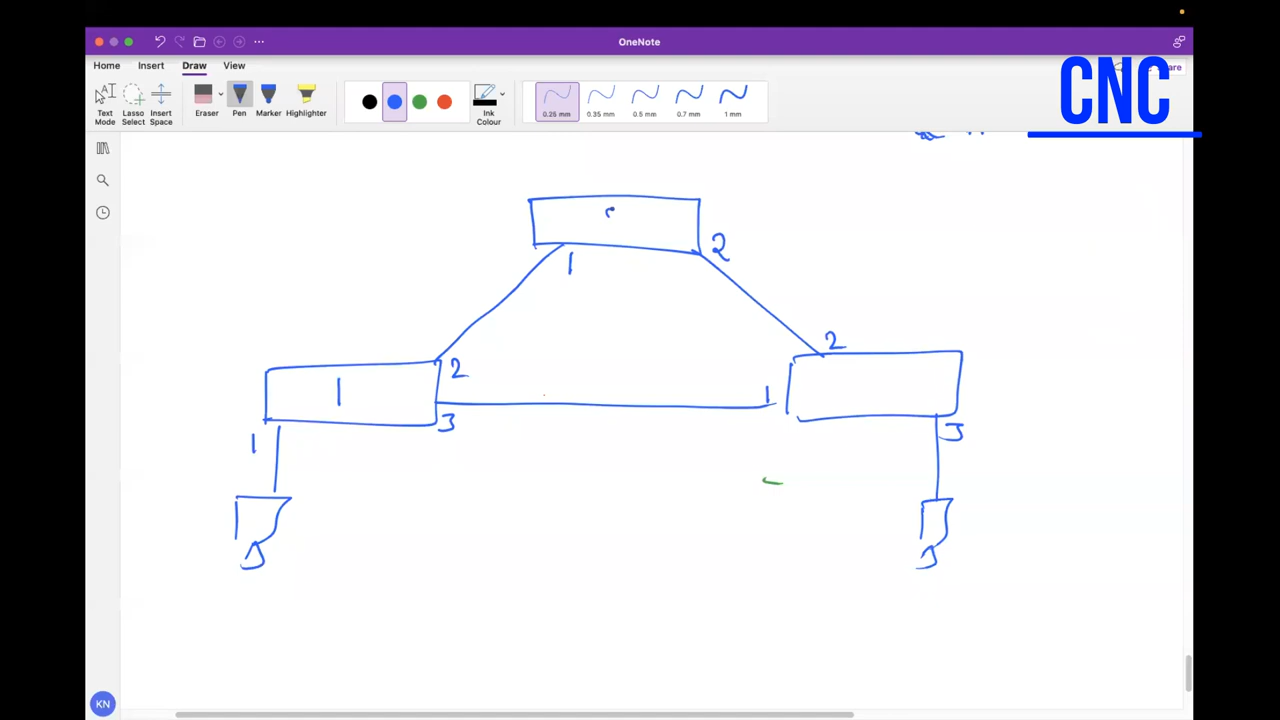 OneNote
Home Insert Draw View
CNC
Text Mode
Lasso Select
Insert Space
Eraser
Pen
Marker
Highlighter
Ink Colour
0.25 mm
0.35 mm
0.5 mm
0.7 mm
1 mm
1
2
2
1
2
3
1
1
3
3
KN